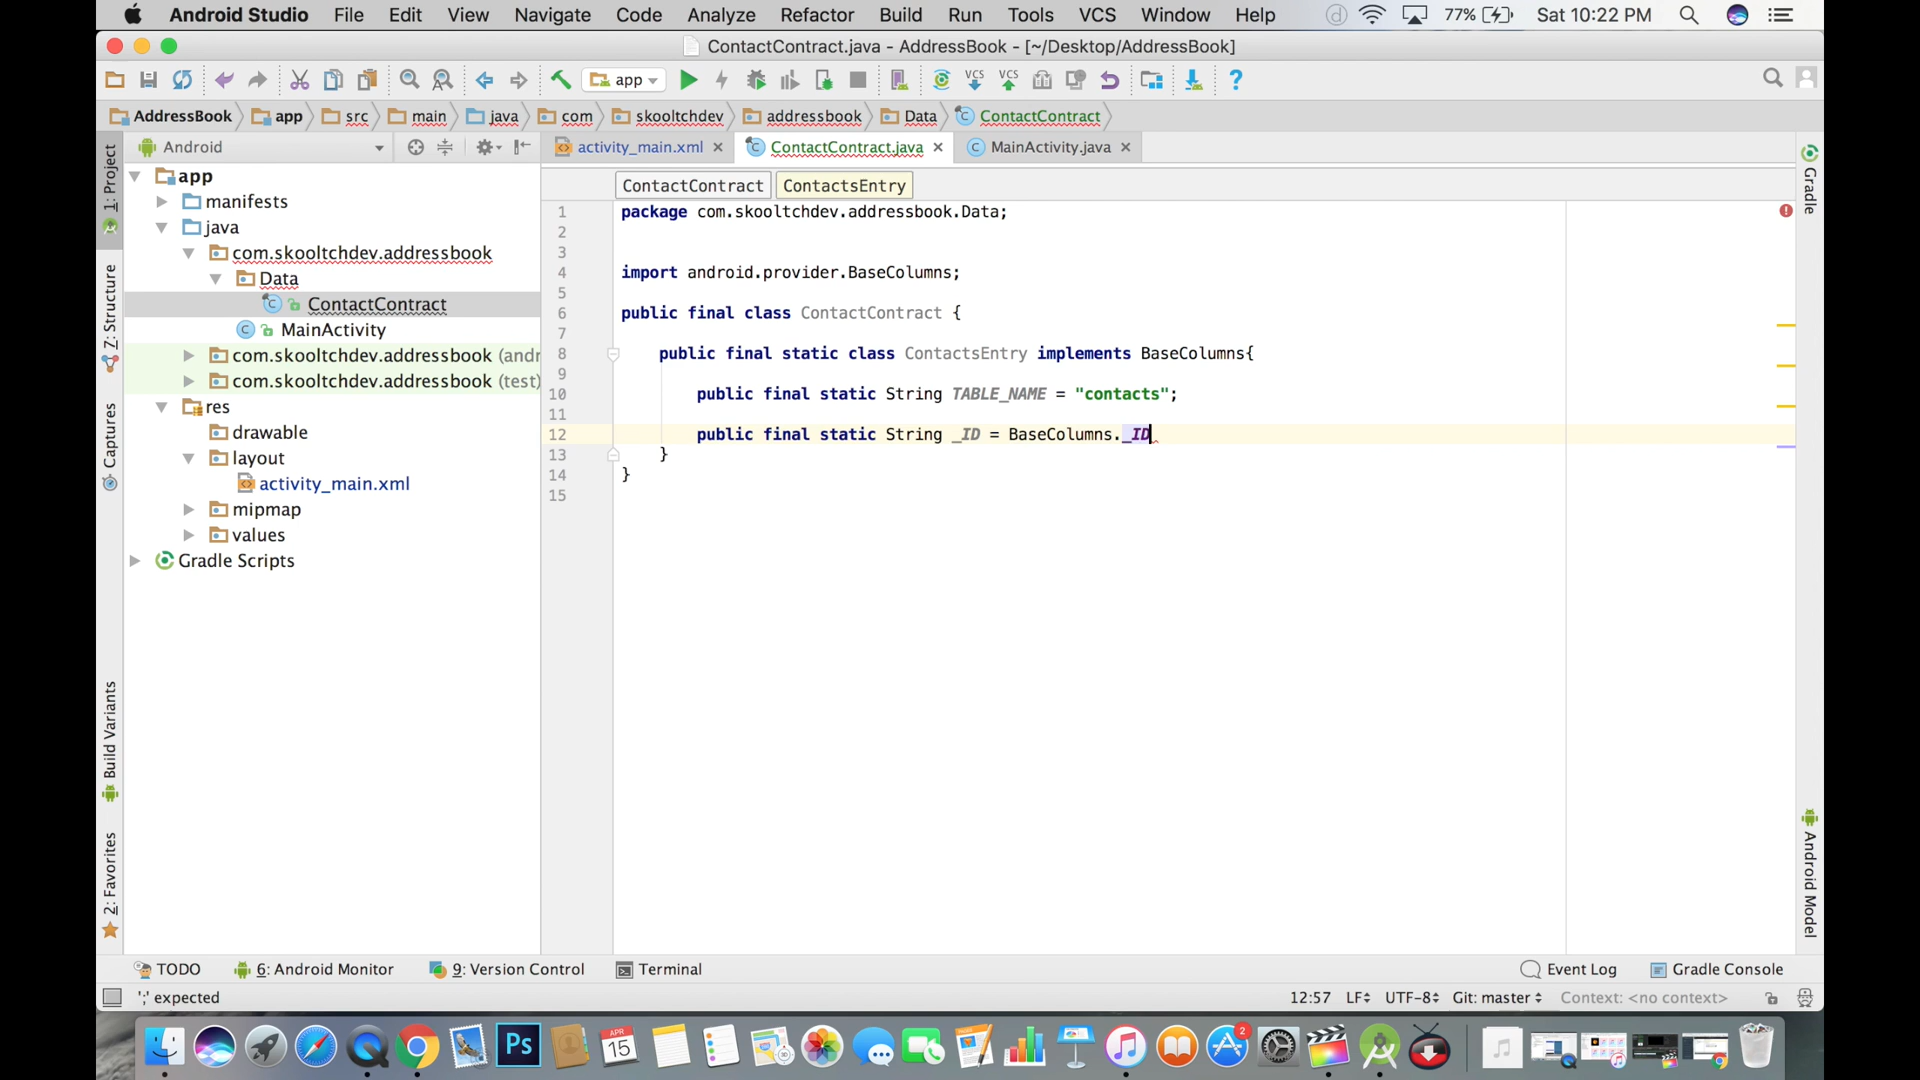 Android Studio File Edit View Navigate Code Analyze Refactor Build Run Tools VCS Window Help 77% Sat 10:22 PM
ContactContract.java - AddressBook - [~/Desktop/AddressBook]
app VCS VCS ?
AddressBook app src main java com skooltchdev addressbook Data ContactContract
Android
activity_main.xml ContactContract.java MainActivity.java
ContactContract ContactsEntry
1: Project
Z: Structure
Captures
Build Variants
2: Favorites
app
manifests
java
com.skooltchdev.addressbook
Data
ContactContract
MainActivity
com.skooltchdev.addressbook (andr
com.skooltchdev.addressbook (test)
res
drawable
layout
activity_main.xml
mipmap
values
Gradle Scripts
1 package com.skooltchdev.addressbook.Data;
2
3
4 import android.provider.BaseColumns;
5
6 public final class ContactContract {
7
8 public final static class ContactsEntry implements BaseColumns{
9
10 public final static String TABLE_NAME = "contacts";
11
12 public final static String _ID = BaseColumns._ID
13 }
14 }
15
Gradle
Android Model
TODO 6: Android Monitor 9: Version Control Terminal Event Log Gradle Console
';' expected 12:57 LF UTF-8 Git: master Context: <no context>
Ps APR 15 2